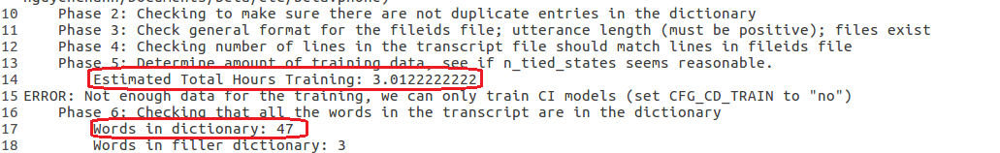 10 Phase 2: Checking to make sure there are not duplicate entries in the dictionary
11 Phase 3: Check general format for the fileids file; utterance length (must be positive); files exist
12 Phase 4: Checking number of lines in the transcript file should match lines in fileids file
13 Phase 5: Determine amount of training data, see if n_tied_states seems reasonable.
14 Estimated Total Hours Training: 3.0122222222
15 ERROR: Not enough data for the training, we can only train CI models (set CFG_CD_TRAIN to "no")
16 Phase 6: Checking that all the words in the transcript are in the dictionary
17 Words in dictionary: 47
18 Words in filler dictionary: 3